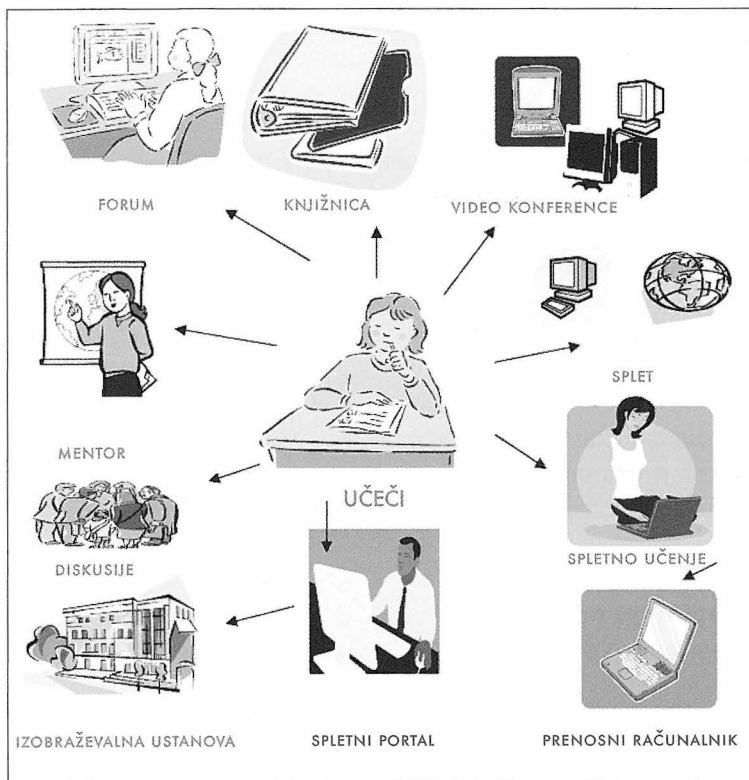 FORUM
KNJIŽNICA
VIDEO KONFERENCE
SPLET
MENTOR
UČEČI
SPLETNO UČENJE
DISKUSIJE
IZOBRAŽEVALNA USTANOVA
SPLETNI PORTAL
PRENOSNI RAČUNALNIK